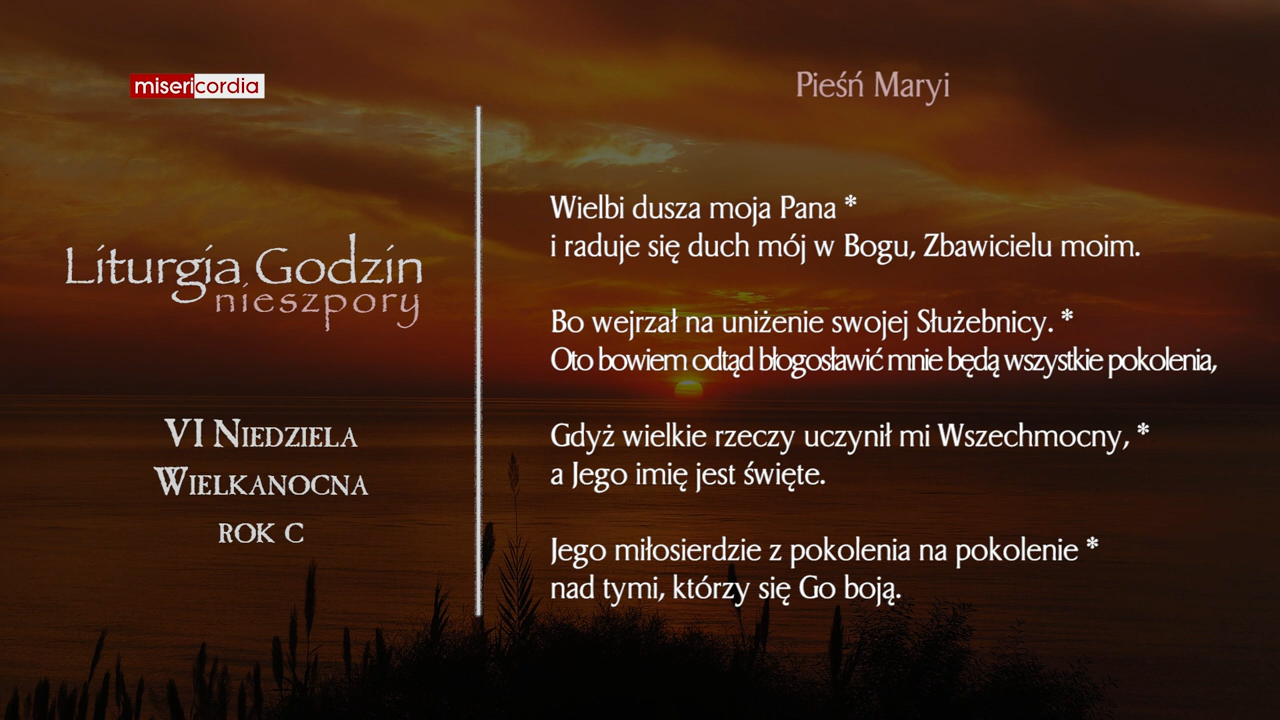 misericordia
Liturgia Godzin
nieszpory
VI Niedziela
Wielkanocna
rok C
Pieśń Maryi
Wielbi dusza moja Pana *
i raduje się duch mój w Bogu, Zbawicielu moim.
Bo wejrzał na uniżenie swojej Służebnicy. *
Oto bowiem odtąd błogosławić mnie będą wszystkie pokolenia,
Gdyż wielkie rzeczy uczynił mi Wszechmocny, *
a Jego imię jest święte.
Jego miłosierdzie z pokolenia na pokolenie *
nad tymi, którzy się Go boją.